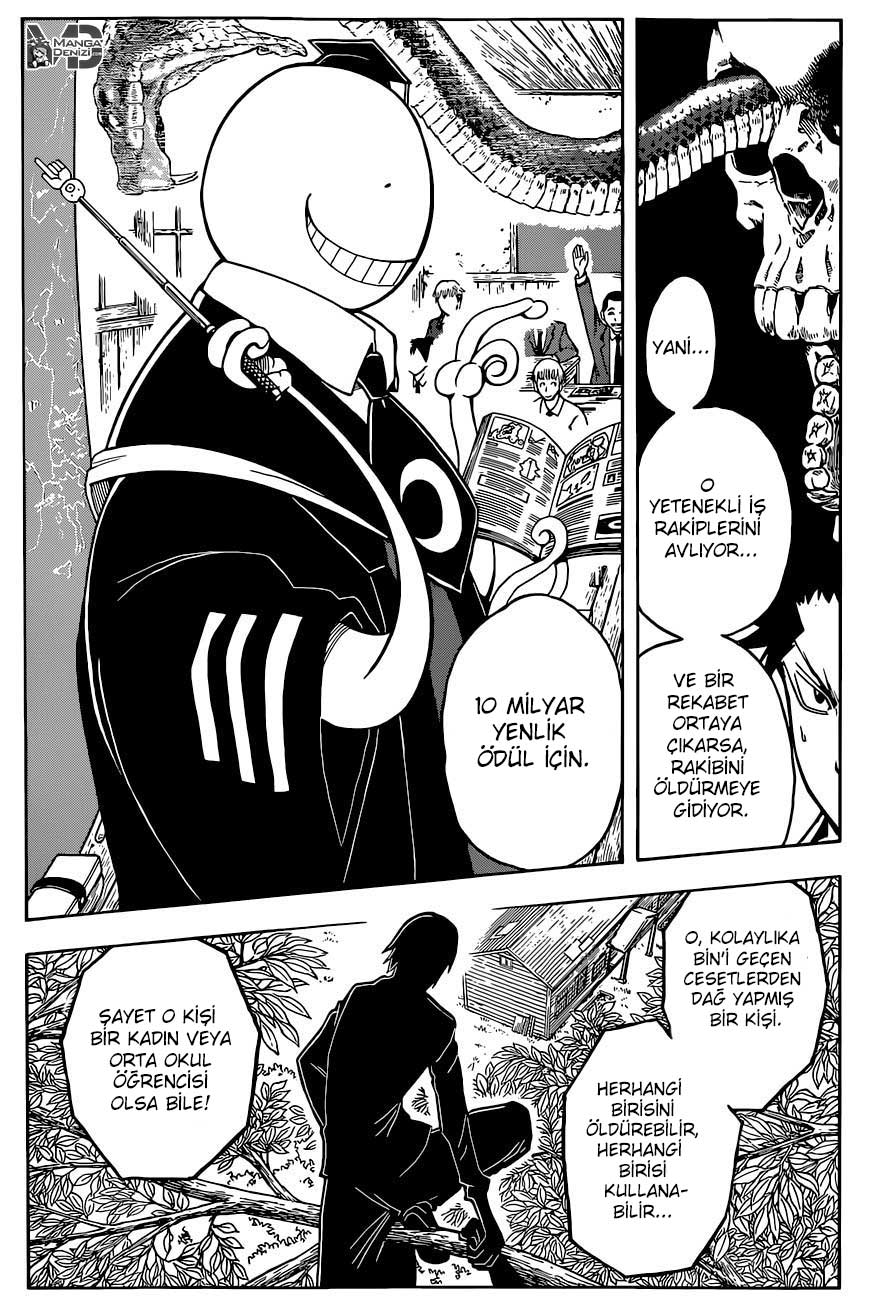 MANGA
DENİZİ
YANİ...
O
YETENEKLİ İŞ
RAKİPLERİNİ
AVLIYOR...
VE BİR
REKABET
ORTAYA
ÇIKARSA,
RAKİBİNİ
ÖLDÜRMEYE
GİDİYOR.
10 MİLYAR
YENLİK
ÖDÜL İÇİN.
O, KOLAYLIKA
BİN'İ GEÇEN
CESETLERDEN
DAĞ YAPMIŞ
BİR KİŞİ.
HERHANGİ
BİRİSİNİ
ÖLDÜREBİLİR,
HERHANGİ
BİRİSİ
KULLANA-
BİLİR...
ŞAYET O KİŞİ
BİR KADIN VEYA
ORTA OKUL
ÖĞRENCİSİ
OLSA BİLE!